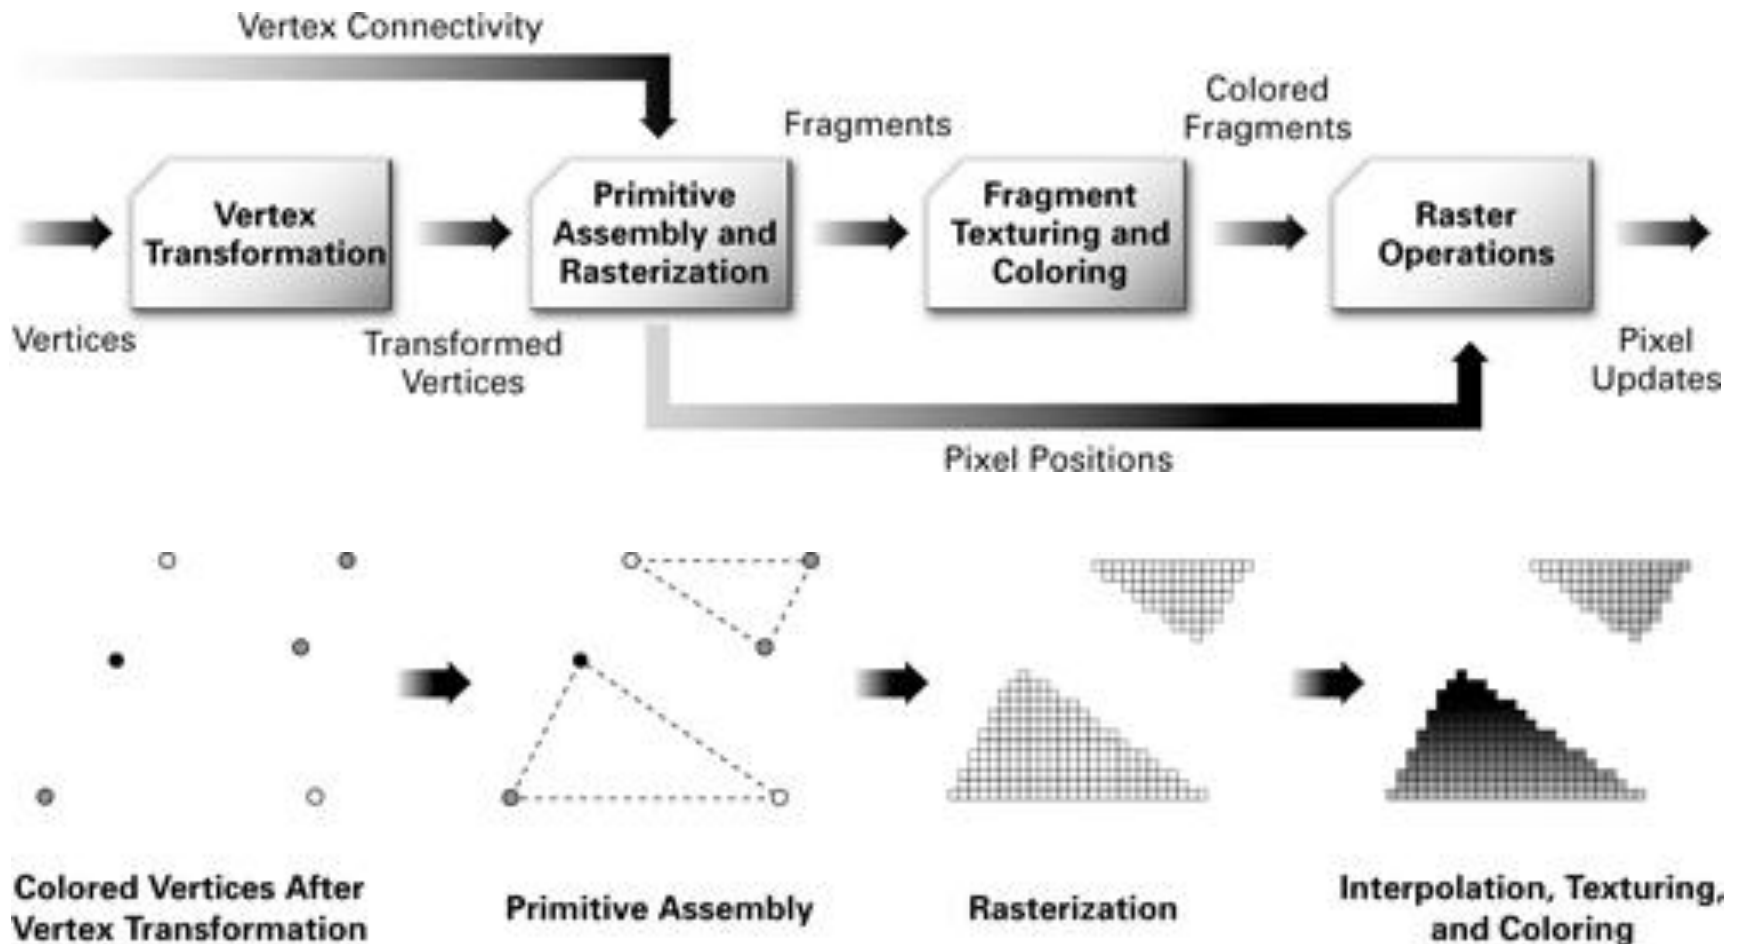 Vertex Connectivity
Fragments
Colored
Fragments
Vertex
Transformation
Primitive
Assembly and
Rasterization
Fragment
Texturing and
Coloring
Raster
Operations
Vertices
Transformed
Vertices
Pixel
Updates
Pixel Positions
Colored Vertices After
Vertex Transformation
Primitive Assembly
Rasterization
Interpolation, Texturing,
and Coloring